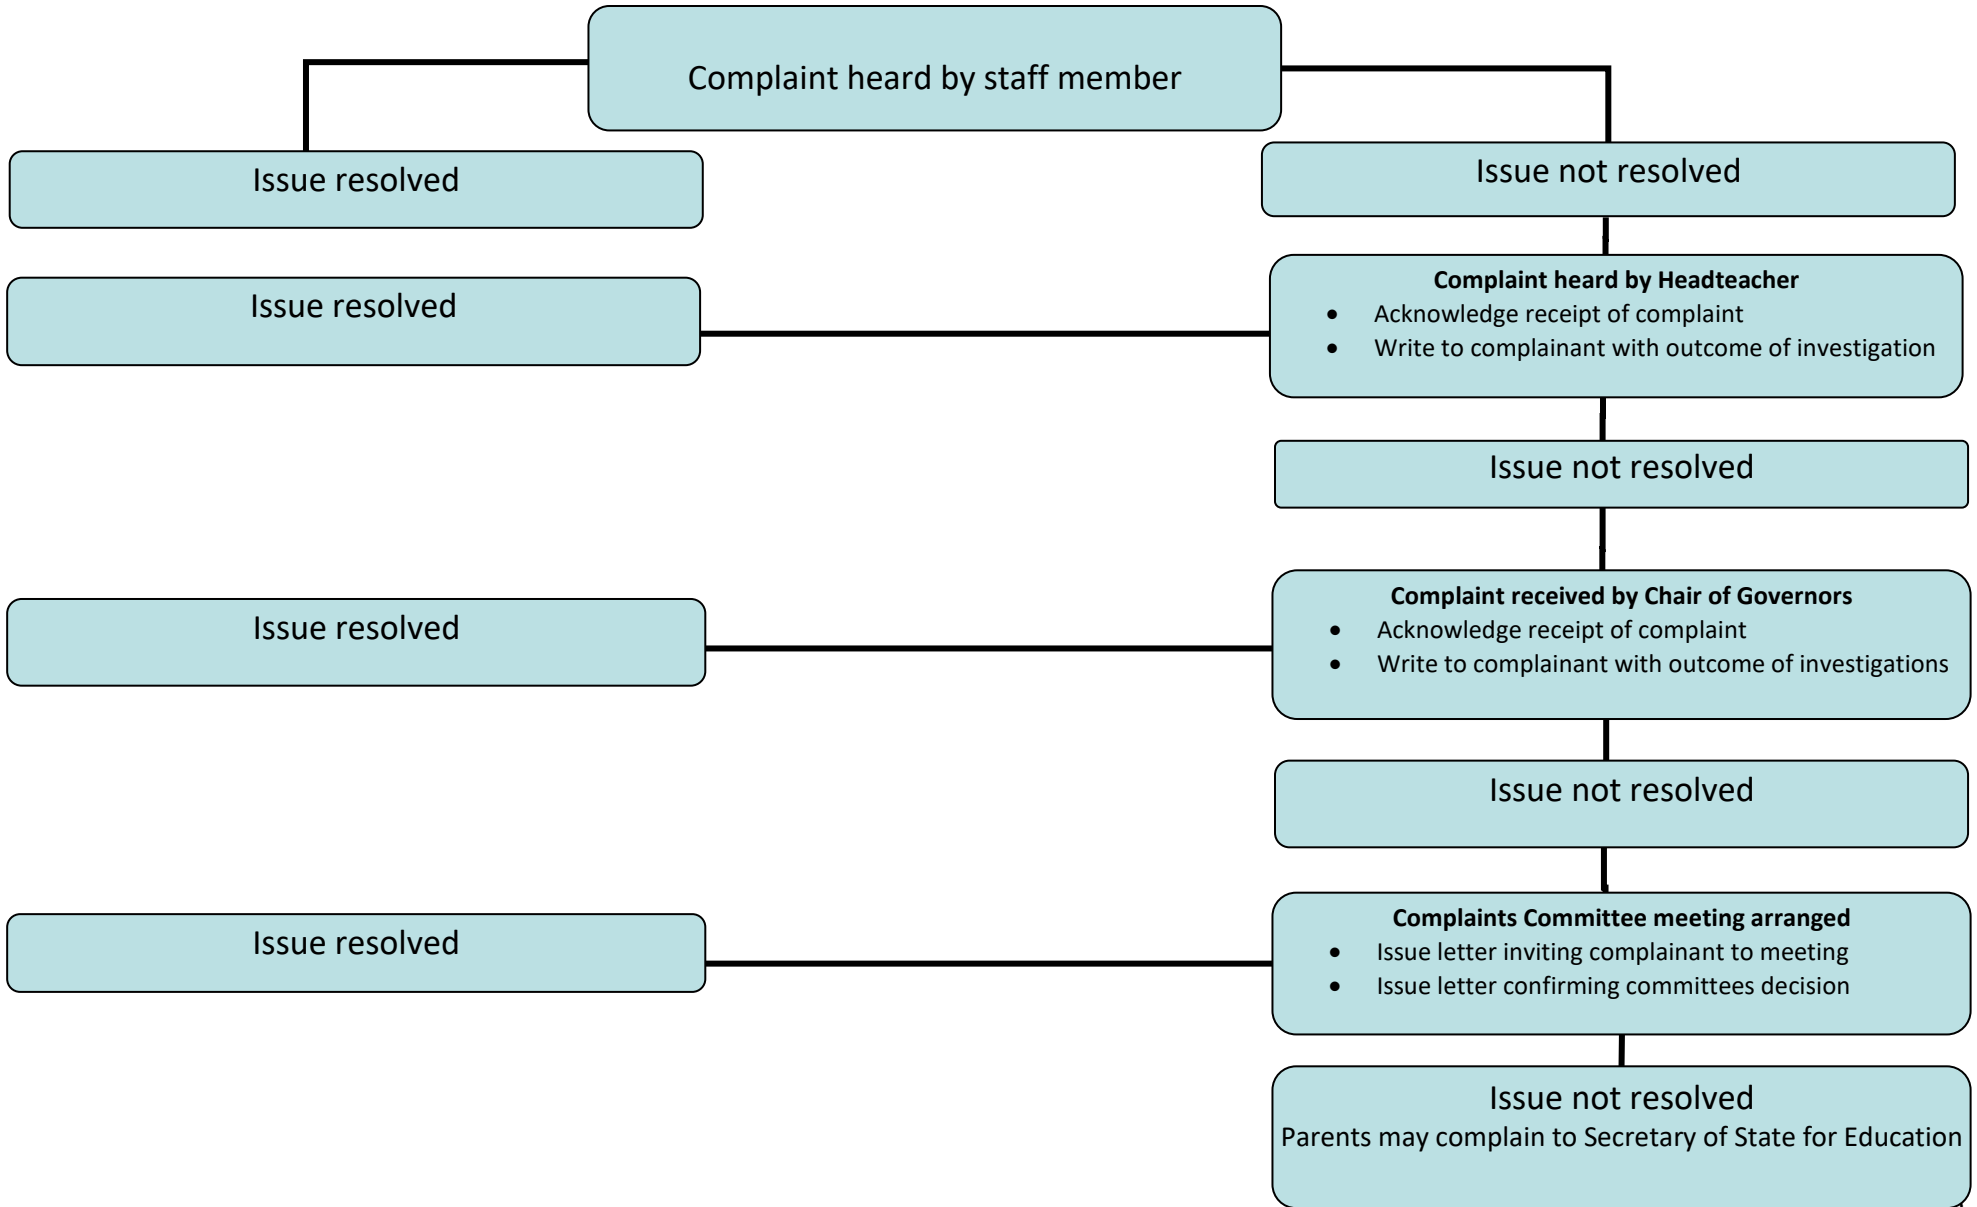 Complaint heard by staff member
Issue resolved
Issue not resolved
Issue resolved
Complaint heard by Headteacher
• Acknowledge receipt of complaint
• Write to complainant with outcome of investigation
Issue not resolved
Issue resolved
Complaint received by Chair of Governors
• Acknowledge receipt of complaint
• Write to complainant with outcome of investigations
Issue not resolved
Issue resolved
Complaints Committee meeting arranged
• Issue letter inviting complainant to meeting
• Issue letter confirming committees decision
Issue not resolved
Parents may complain to Secretary of State for Education